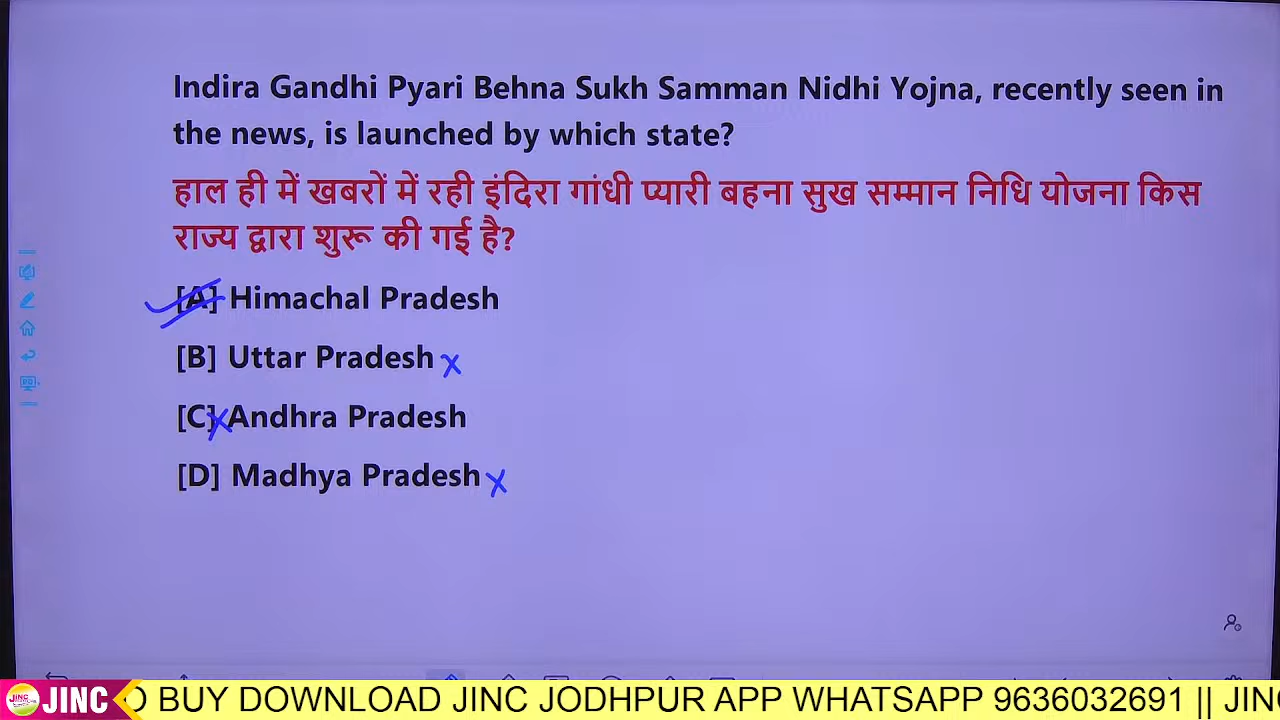 Indira Gandhi Pyari Behna Sukh Samman Nidhi Yojna, recently seen in
the news, is launched by which state?
हाल ही में खबरों में रही इंदिरा गांधी प्यारी बहना सुख सम्मान निधि योजना किस
राज्य द्वारा शुरू की गई है?
[A] Himachal Pradesh
[B] Uttar Pradesh
[C] Andhra Pradesh
[D] Madhya Pradesh
JINC O BUY DOWNLOAD JINC JODHPUR APP WHATSAPP 9636032691 || JINC